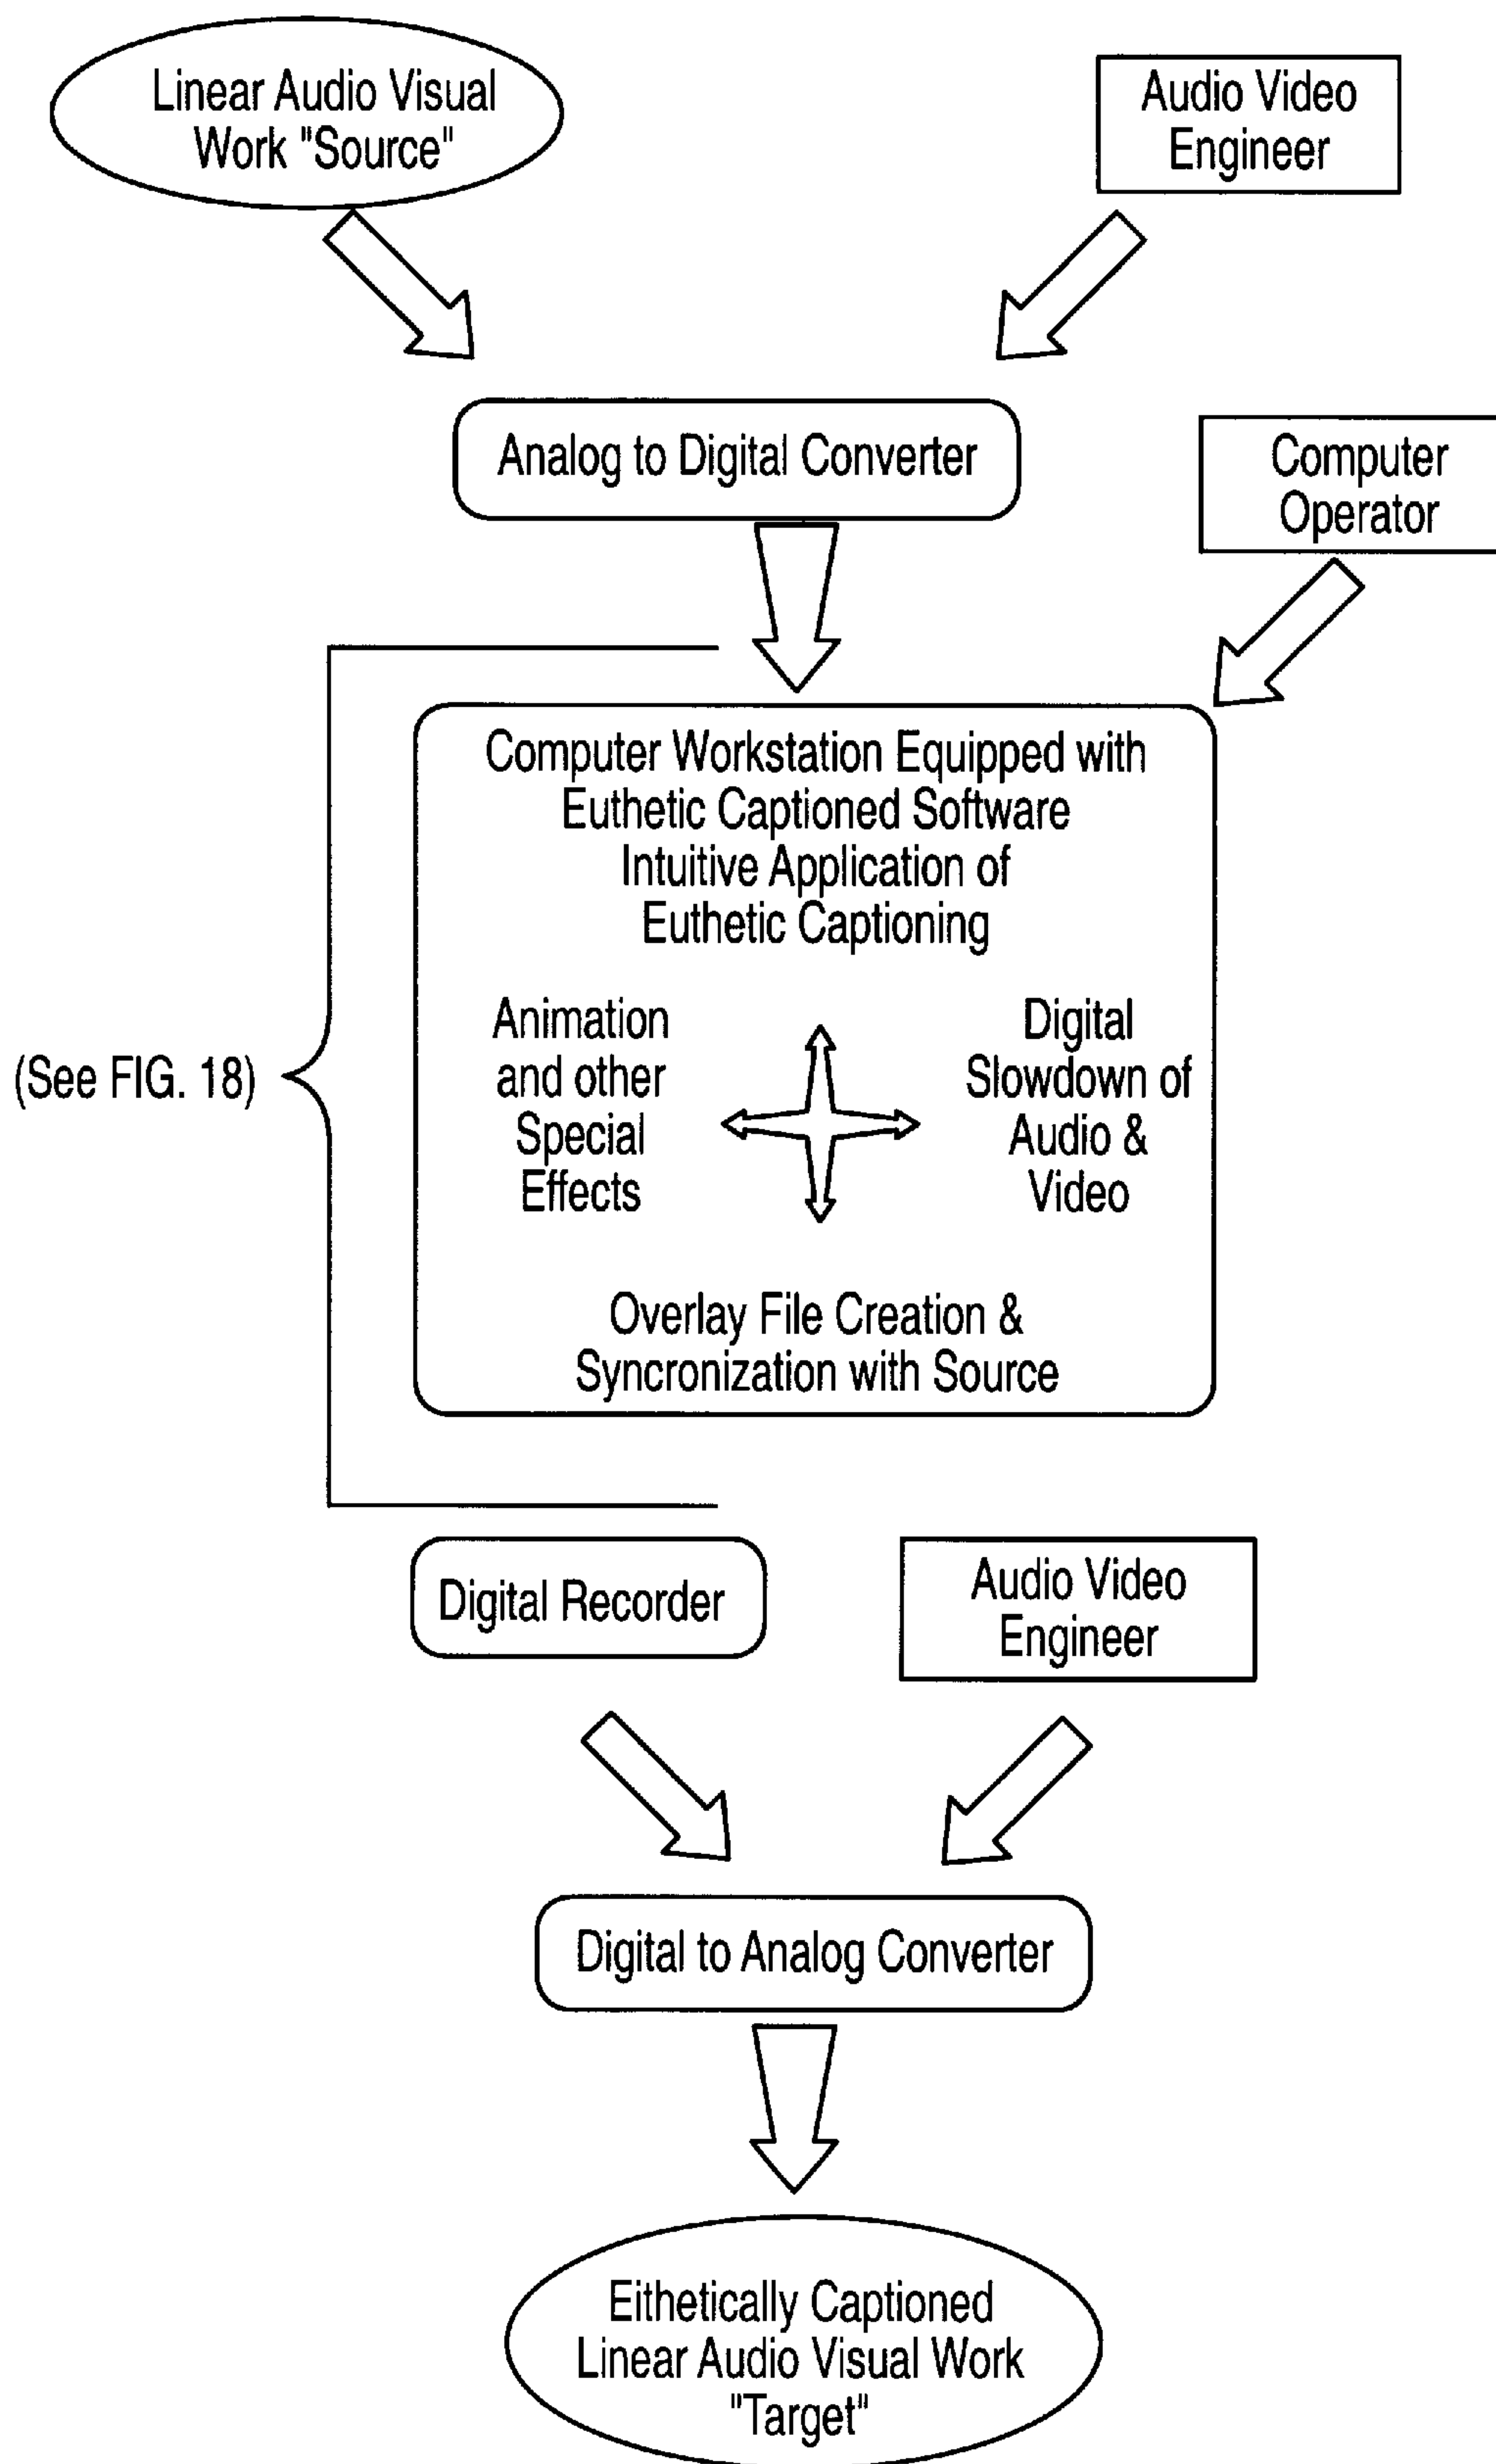 Linear Audio Visual
Work "Source"
Audio Video
Engineer
Analog to Digital Converter
Computer
Operator
Computer Workstation Equipped with
Euthetic Captioned Software
Intuitive Application of
Euthetic Captioning
Animation
and other
Special
Effects
Digital
Slowdown of
Audio &
Video
(See FIG. 18)
Overlay File Creation &
Syncronization with Source
Digital Recorder
Audio Video
Engineer
Digital to Analog Converter
Eithetically Captioned
Linear Audio Visual Work
"Target"